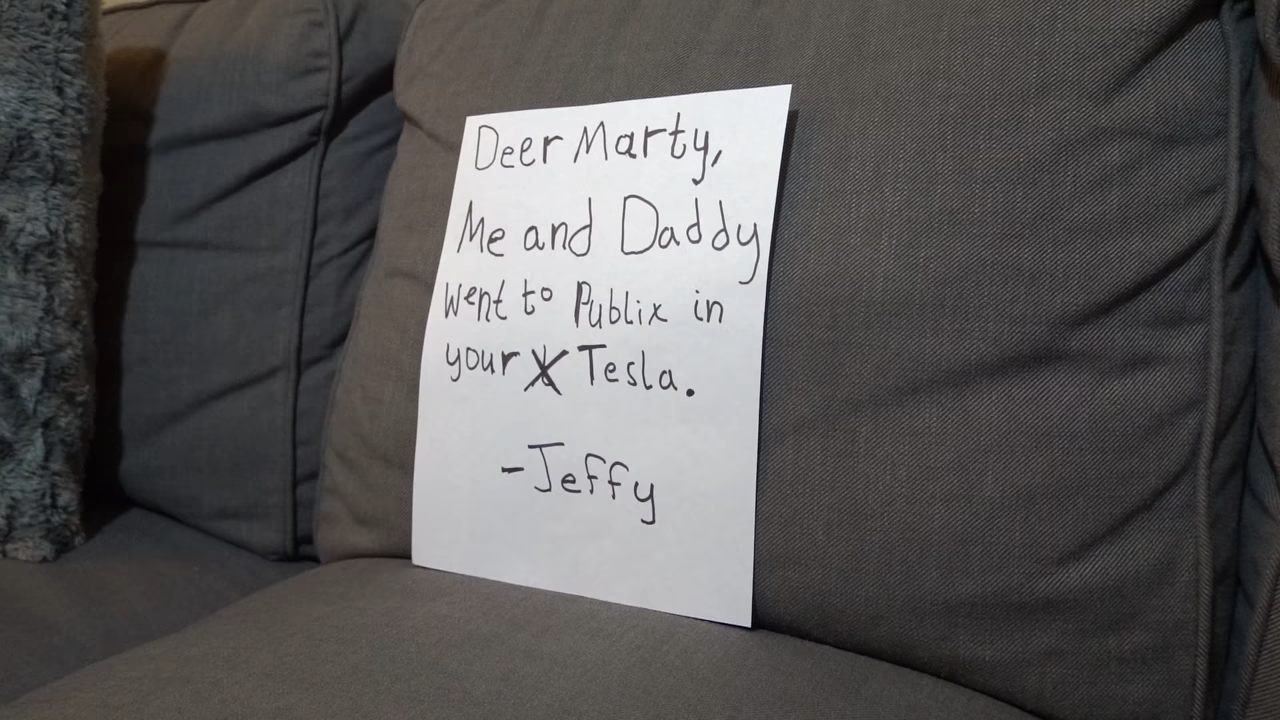 Deer Marty,
Me and Daddy
went to Publix in
your Tesla.
-Jeffy